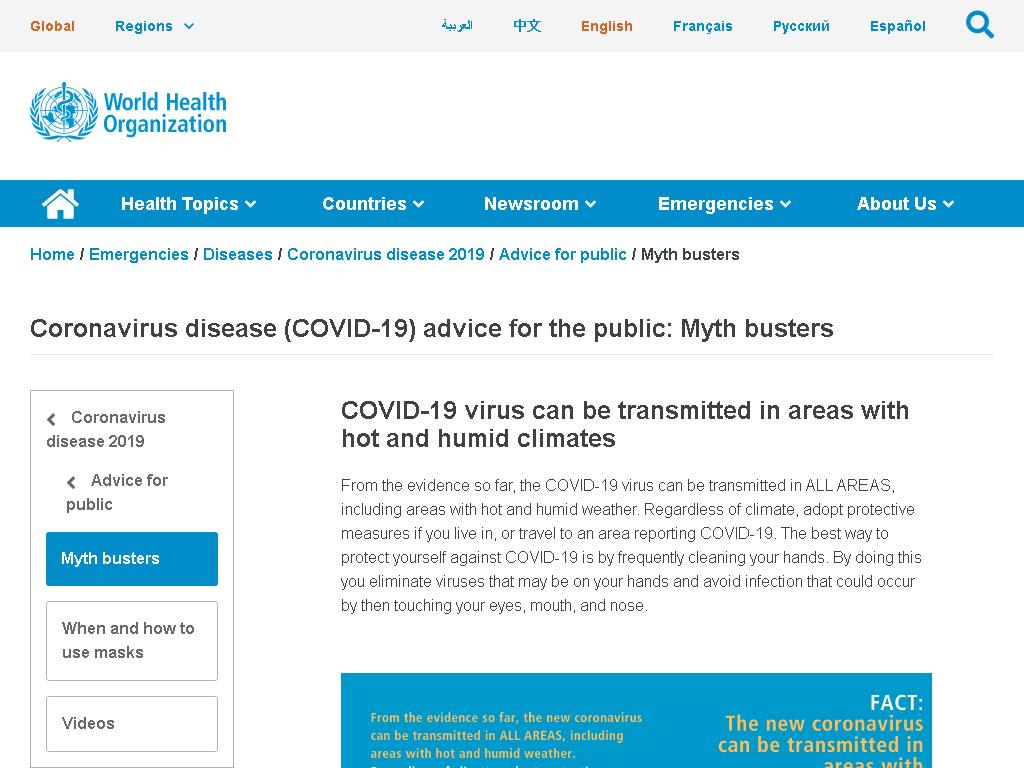 Global Regions العربية 中文 English Français Русский Español
World Health
Organization
Health Topics Countries Newsroom Emergencies About Us
Home / Emergencies / Diseases / Coronavirus disease 2019 / Advice for public / Myth busters
Coronavirus disease (COVID-19) advice for the public: Myth busters
Coronavirus
disease 2019
Advice for
public
Myth busters
When and how to
use masks
Videos
COVID-19 virus can be transmitted in areas with
hot and humid climates
From the evidence so far, the COVID-19 virus can be transmitted in ALL AREAS,
including areas with hot and humid weather. Regardless of climate, adopt protective
measures if you live in, or travel to an area reporting COVID-19. The best way to
protect yourself against COVID-19 is by frequently cleaning your hands. By doing this
you eliminate viruses that may be on your hands and avoid infection that could occur
by then touching your eyes, mouth, and nose.
From the evidence so far, the new coronavirus
can be transmitted in ALL AREAS, including
areas with hot and humid weather.
FACT:
The new coronavirus
can be transmitted in
areas with